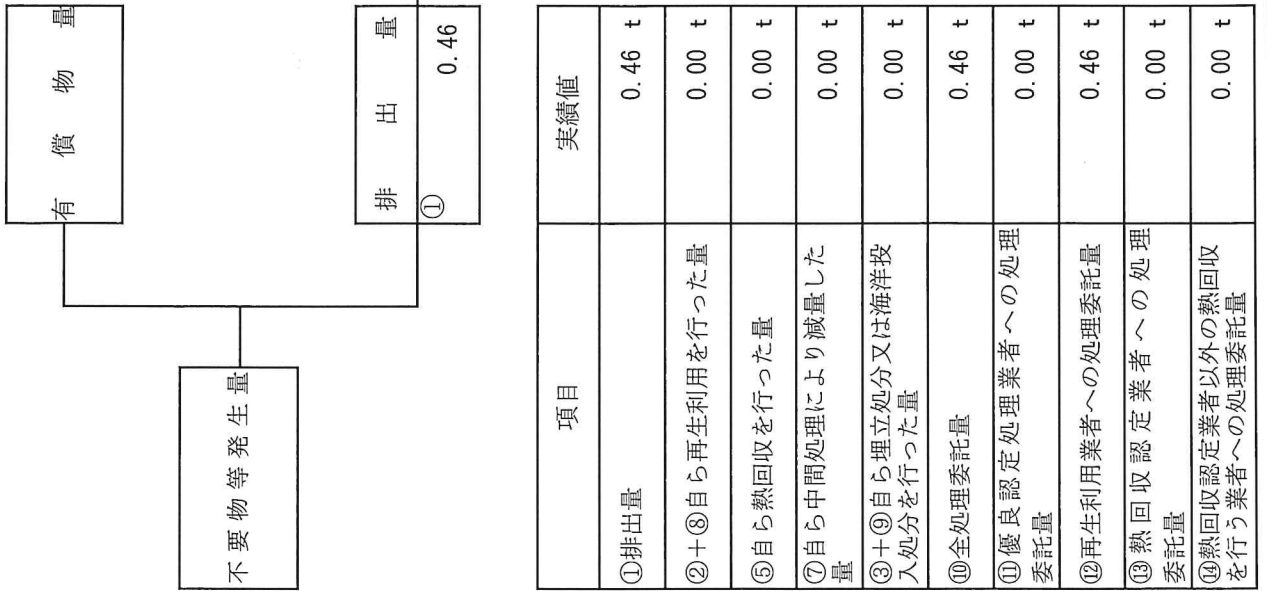 有償物量
不要物等発生量
排出量
① 0.46
項目 実績値
①排出量 0.46 t
②+⑧自ら再生利用を行った量 0.00 t
⑤自ら熱回収を行った量 0.00 t
⑦自ら中間処理により減量した
量 0.00 t
③+⑨自ら埋立処分又は海洋投
入処分を行った量 0.00 t
⑩全処理委託量 0.46 t
⑪優良認定処理業者への処理
委託量 0.00 t
⑫再生利用業者への処理委託量 0.46 t
⑬熱回収認定業者への処理
委託量 0.00 t
⑭熱回収認定業者以外の熱回収
を行う業者への処理委託量 0.00 t